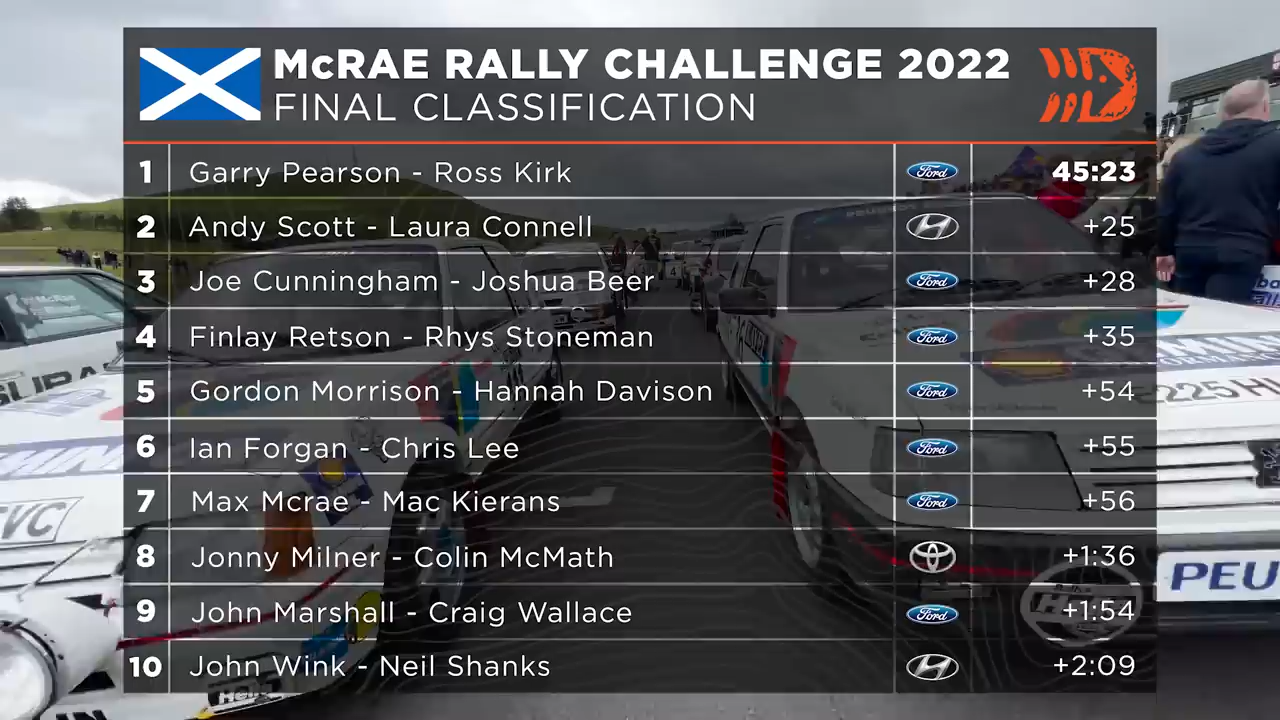 McRAE RALLY CHALLENGE 2022
FINAL CLASSIFICATION
1 Garry Pearson - Ross Kirk Ford 45:23
2 Andy Scott - Laura Connell +25
3 Joe Cunningham - Joshua Beer Ford +28
4 Finlay Retson - Rhys Stoneman Ford +35
5 Gordon Morrison - Hannah Davison Ford +54
6 Ian Forgan - Chris Lee Ford +55
7 Max Mcrae - Mac Kierans Ford +56
8 Jonny Milner - Colin McMath +1:36
9 John Marshall - Craig Wallace Ford +1:54
10 John Wink - Neil Shanks +2:09
PEU